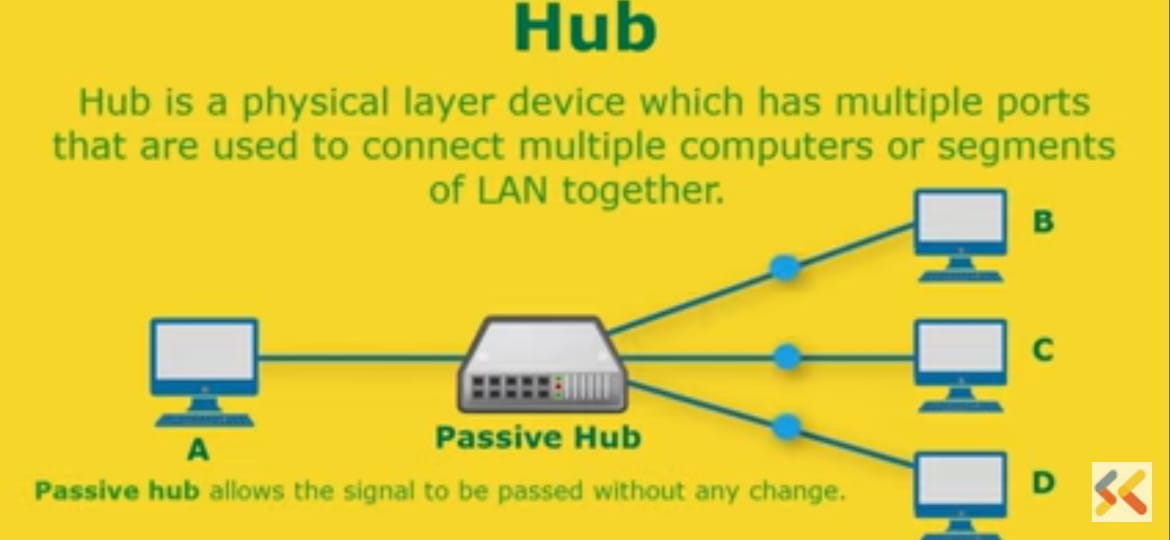 Hub
Hub is a physical layer device which has multiple ports
that are used to connect multiple computers or segments
of LAN together.
B
C
Passive Hub
A
D
Passive hub allows the signal to be passed without any change.